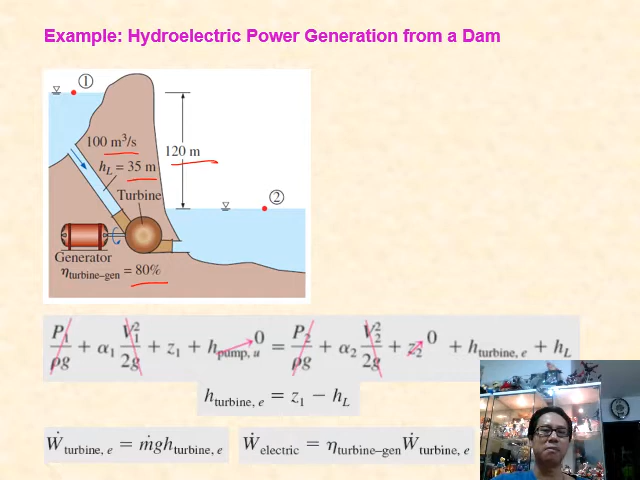 Example: Hydroelectric Power Generation from a Dam
①
100 m³/s
h_L = 35 m
120 m
Turbine
②
Generator
η_turbine–gen = 80%
P₁/ρg + α₁ V₁²/2g + z₁ + h_pump, u 0 = P₂/ρg + α₂ V₂²/2g + z₂ 0 + h_turbine, e + h_L
h_turbine, e = z₁ − h_L
Ẇ_turbine, e = ṁgh_turbine, e
Ẇ_electric = η_turbine–gen Ẇ_turbine, e